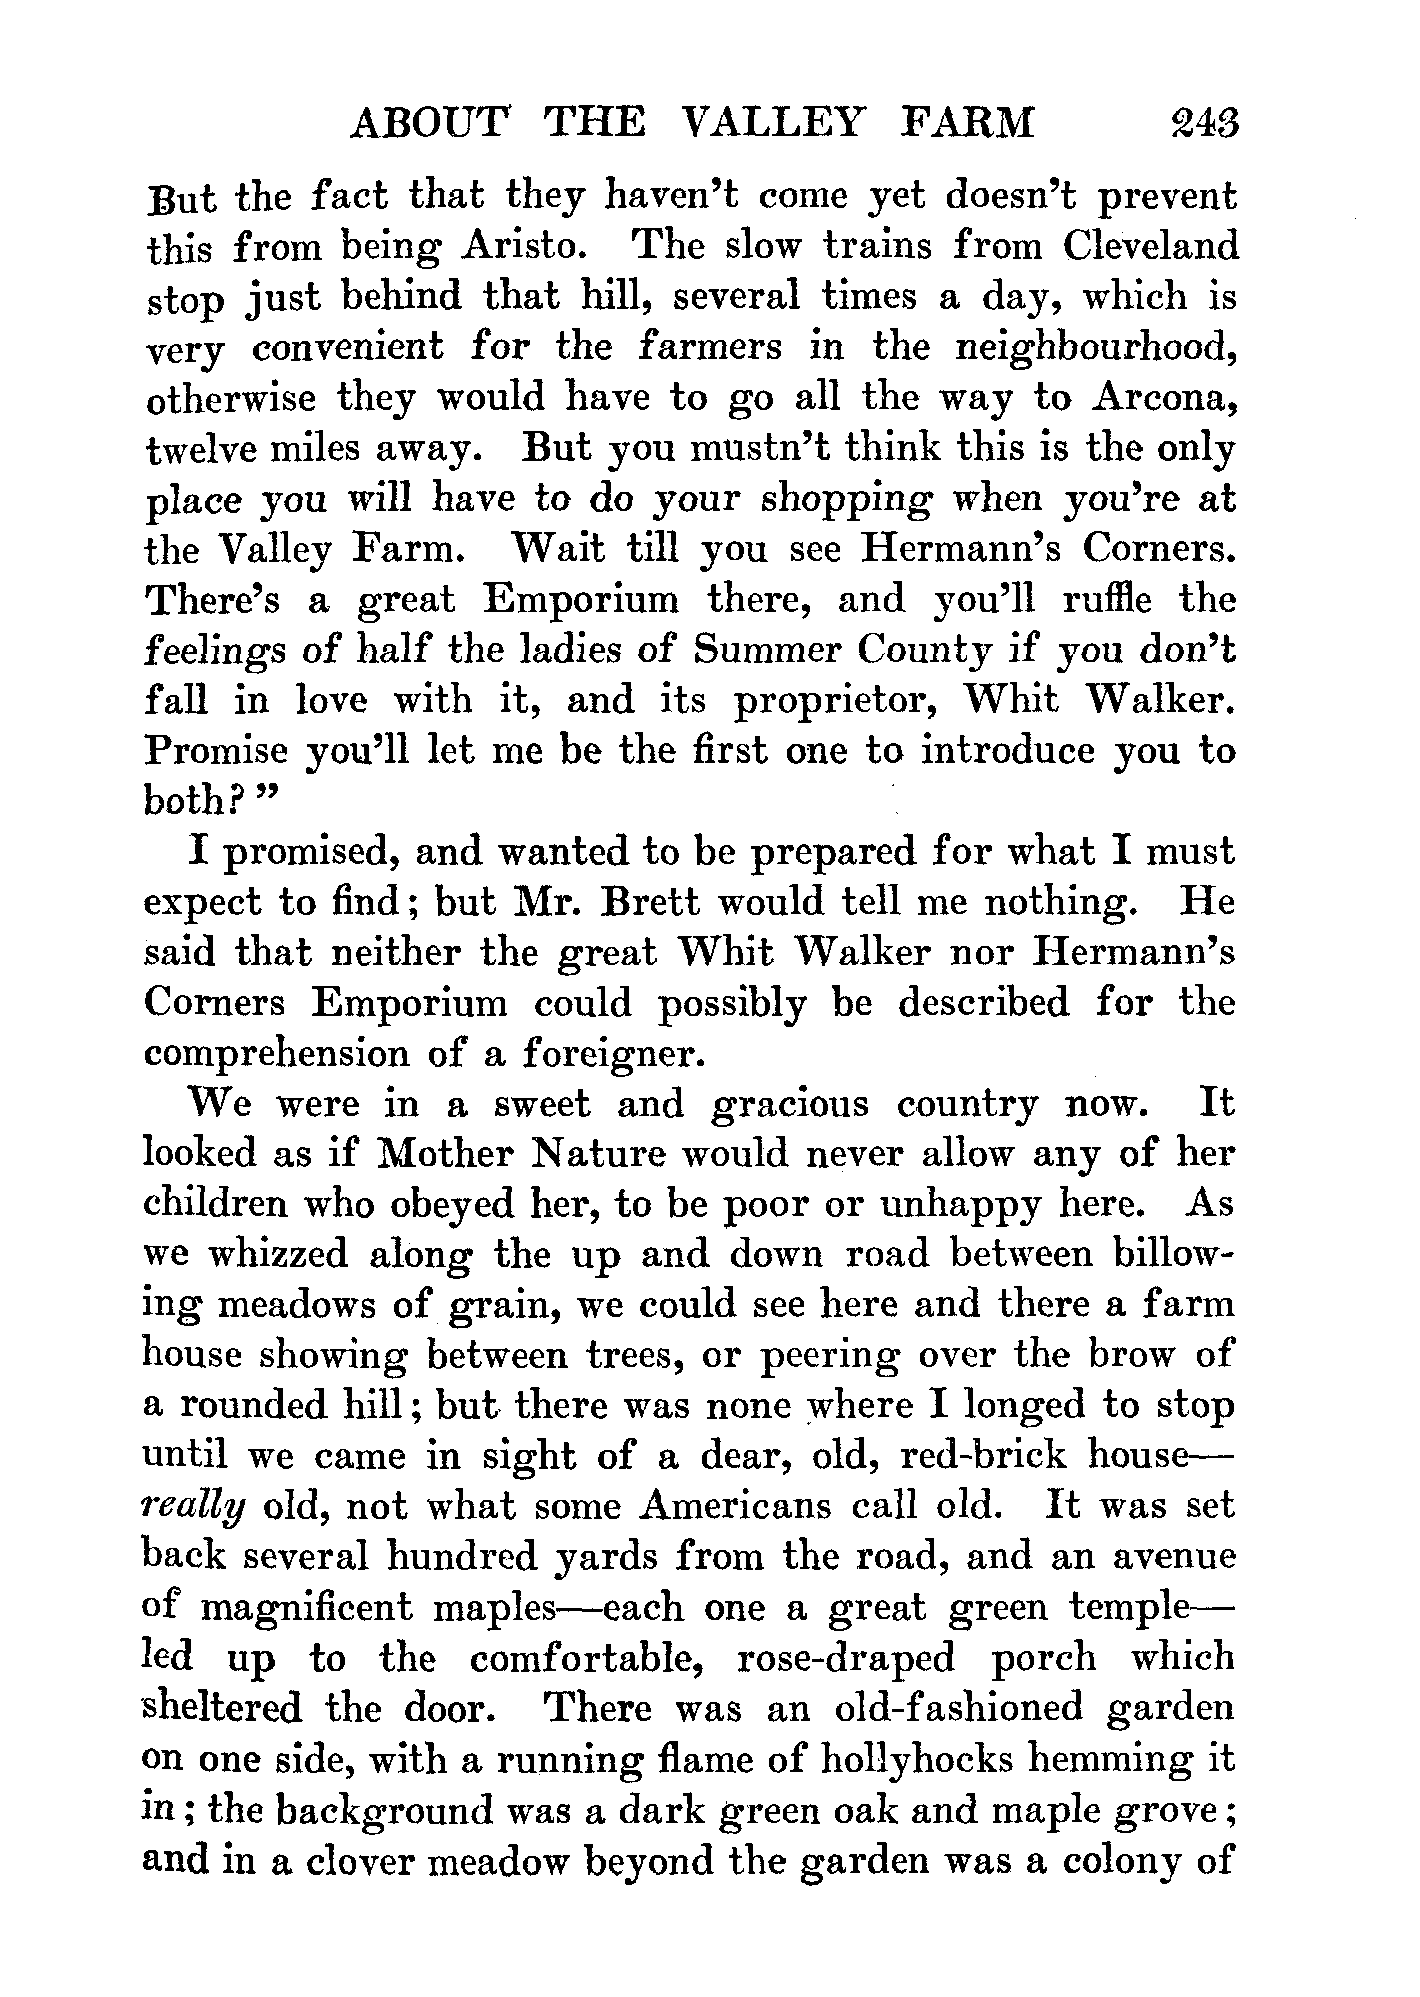 ABOUT THE VALLEY FARM 243
But the fact that they haven't come yet doesn't prevent
this from being Aristo. The slow trains from Cleveland
stop just behind that hill, several times a day, which is
very convenient for the farmers in the neighbourhood,
otherwise they would have to go all the way to Arcona,
twelve miles away. But you mustn't think this is the only
place you will have to do your shopping when you're at
the Valley Farm. Wait till you see Hermann's Corners.
There's a great Emporium there, and you'll ruffle the
feelings of half the ladies of Summer County if you don't
fall in love with it, and its proprietor, Whit Walker.
Promise you'll let me be the first one to introduce you to
both?"
I promised, and wanted to be prepared for what I must
expect to find; but Mr. Brett would tell me nothing. He
said that neither the great Whit Walker nor Hermann's
Corners Emporium could possibly be described for the
comprehension of a foreigner.
We were in a sweet and gracious country now. It
looked as if Mother Nature would never allow any of her
children who obeyed her, to be poor or unhappy here. As
we whizzed along the up and down road between billow-
ing meadows of grain, we could see here and there a farm
house showing between trees, or peering over the brow of
a rounded hill; but there was none where I longed to stop
until we came in sight of a dear, old, red-brick house—
really old, not what some Americans call old. It was set
back several hundred yards from the road, and an avenue
of magnificent maples—each one a great green temple—
led up to the comfortable, rose-draped porch which
sheltered the door. There was an old-fashioned garden
on one side, with a running flame of hollyhocks hemming it
in; the background was a dark green oak and maple grove;
and in a clover meadow beyond the garden was a colony of